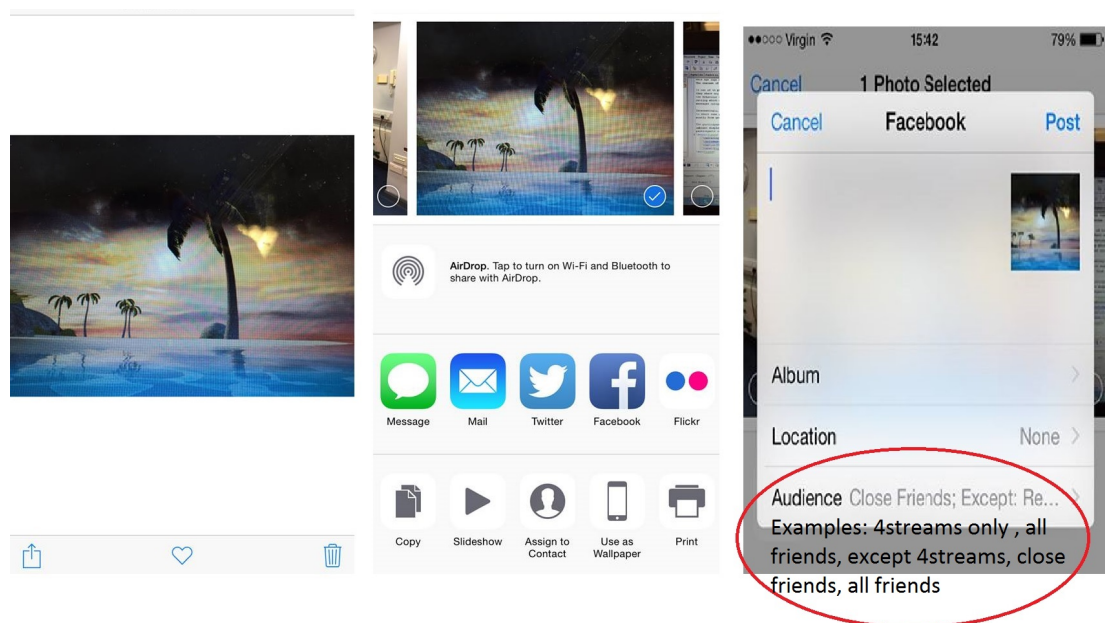 AirDrop. Tap to turn on Wi-Fi and Bluetooth to
share with AirDrop.
Message
Mail
Twitter
Facebook
Flickr
Copy
Slideshow
Assign to
Contact
Use as
Wallpaper
Print
Virgin
15:42
79%
Cancel
1 Photo Selected
Cancel
Facebook
Post
Album
Location
None
Audience
Close Friends; Except: Re...
Examples: 4streams only , all
friends, except 4streams, close
friends, all friends